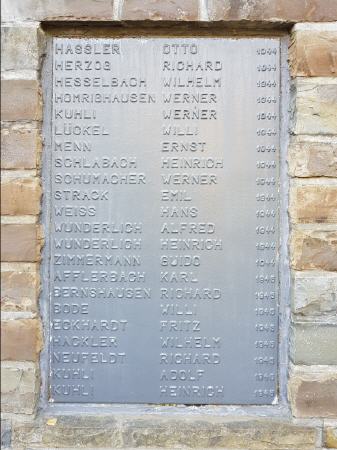 HASSLER OTTO 1944
HERZOG RICHARD 1944
HESSELBACH WILHELM 1944
HOMRIGHAUSEN WERNER 1944
KUHLI WERNER 1944
LÜCKEL WILLI 1944
MENN ERNST 1944
SCHLABACH HEINRICH 1944
SCHUMACHER WERNER 1944
STRACK EMIL 1944
WEISS HANS 1944
WUNDERLICH ALFRED 1944
WUNDERLICH HEINRICH 1944
ZIMMERMANN GUIDO 1944
AFFLERBACH KARL 1945
BERNSHAUSEN RICHARD 1945
BODE WILLI 1945
ECKHARDT FRITZ 1945
HACKLER WILHELM 1945
NEUFELDT RICHARD 1945
KUHLI ADOLF 1945
KUHLI HEINRICH 1945